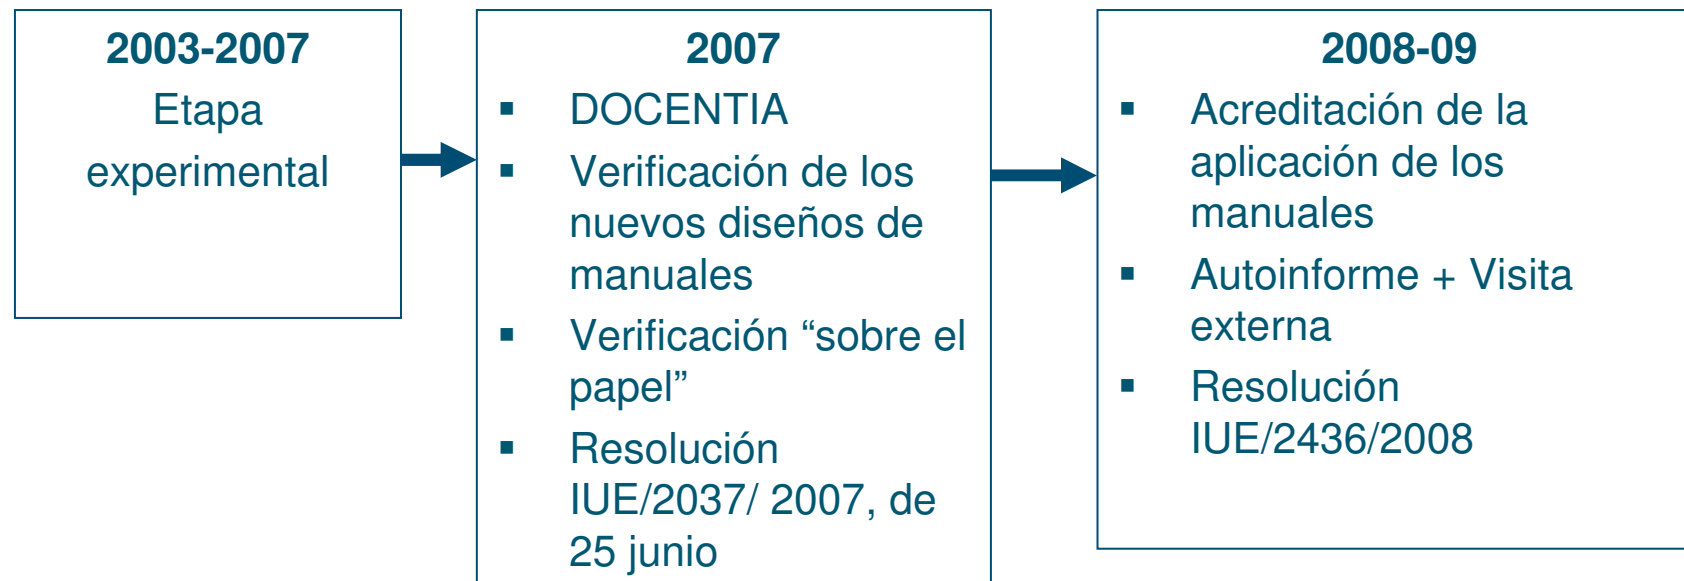 2003-2007
Etapa
experimental
2007
▪ DOCENTIA
▪ Verificación de los
nuevos diseños de
manuales
▪ Verificación “sobre el
papel”
▪ Resolución
IUE/2037/ 2007, de
25 junio
2008-09
▪ Acreditación de la
aplicación de los
manuales
▪ Autoinforme + Visita
externa
▪ Resolución
IUE/2436/2008